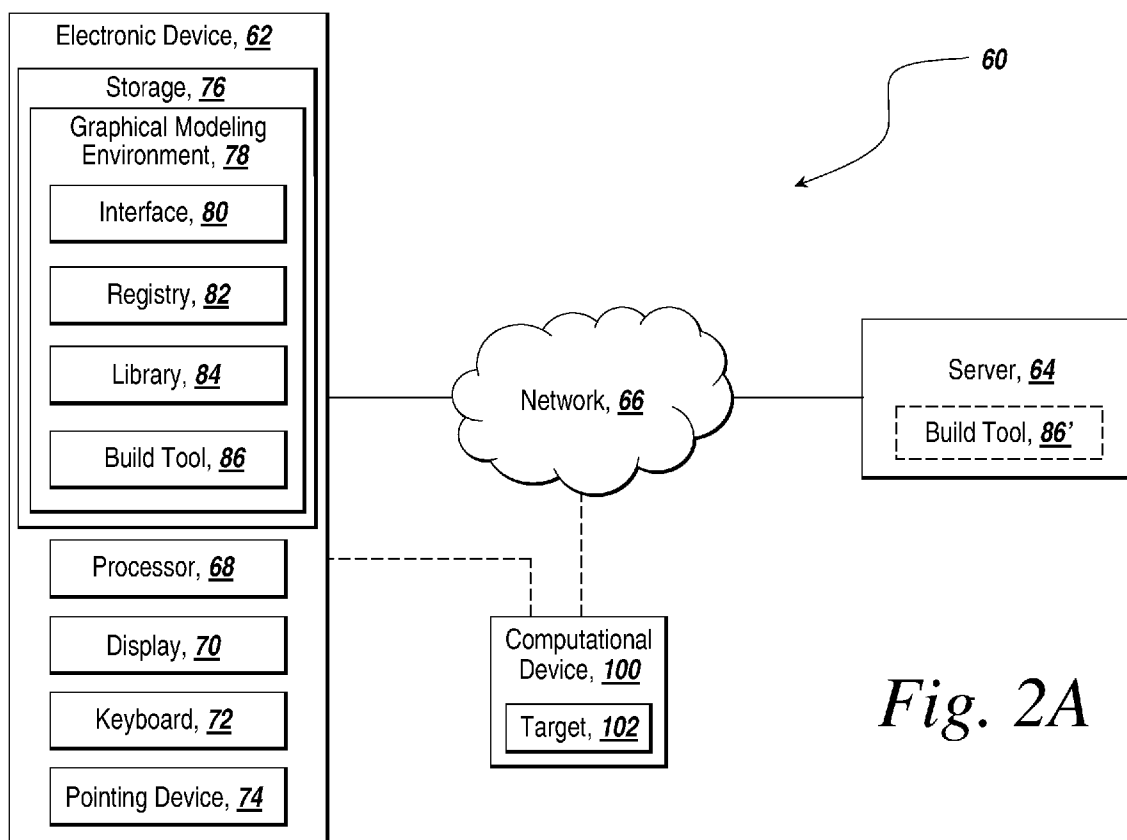 Electronic Device, 62
Storage, 76
Graphical Modeling
Environment, 78
Interface, 80
Registry, 82
Library, 84
Build Tool, 86
Processor, 68
Display, 70
Keyboard, 72
Pointing Device, 74
60
Network, 66
Server, 64
Build Tool, 86'
Computational
Device, 100
Target, 102
Fig. 2A